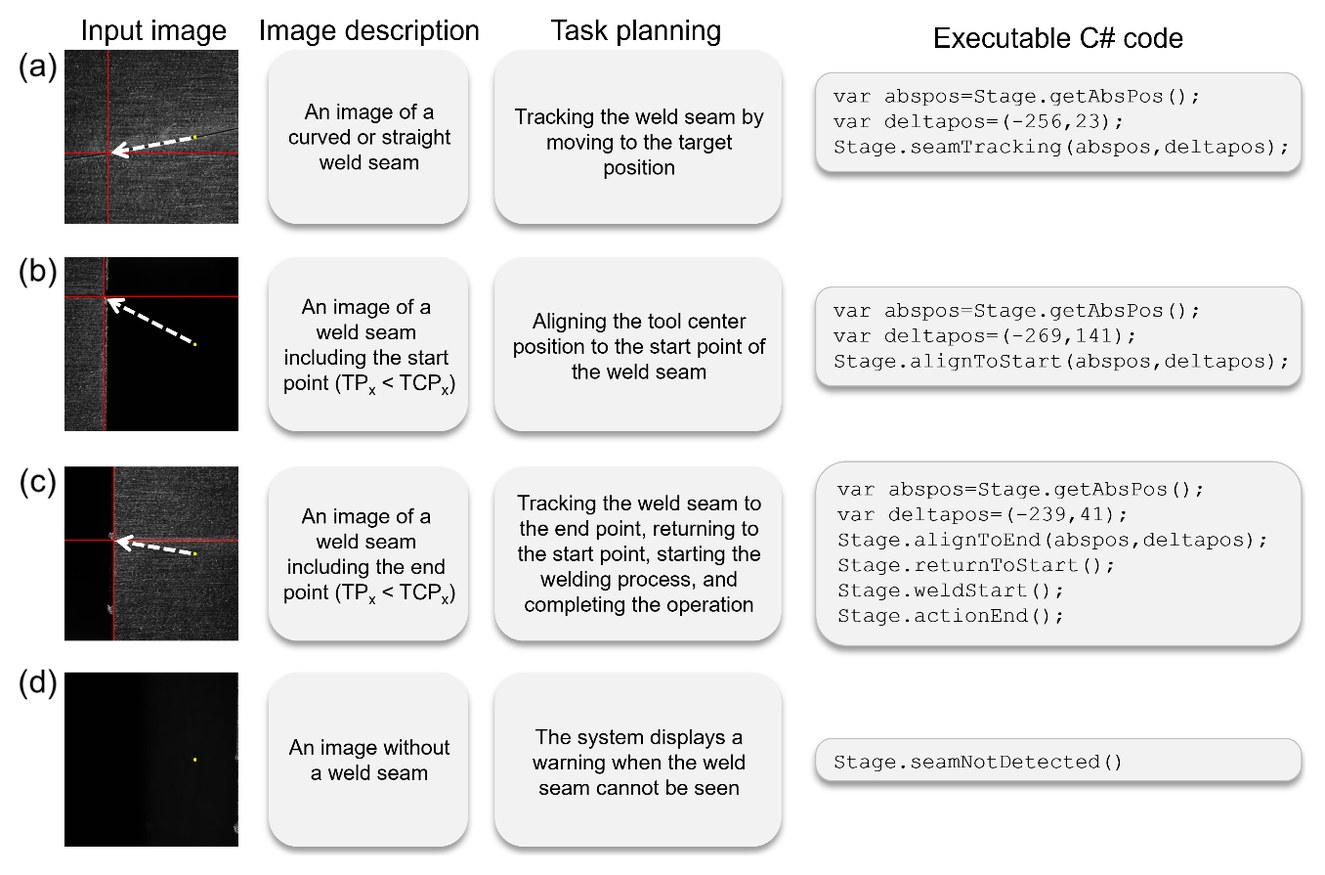 Input image
Image description
Task planning
Executable C# code
(a)
An image of a
curved or straight
weld seam
Tracking the weld seam by
moving to the target
position
var abspos=Stage.getAbsPos();
var deltapos=(-256,23);
Stage.seamTracking(abspos,deltapos);
(b)
An image of a
weld seam
including the start
point (TPx < TCPx)
Aligning the tool center
position to the start point of
the weld seam
var abspos=Stage.getAbsPos();
var deltapos=(-269,141);
Stage.alignToStart(abspos,deltapos);
(c)
An image of a
weld seam
including the end
point (TPx < TCPx)
Tracking the weld seam to
the end point, returning to
the start point, starting the
welding process, and
completing the operation
var abspos=Stage.getAbsPos();
var deltapos=(-239,41);
Stage.alignToEnd(abspos,deltapos);
Stage.returnToStart();
Stage.weldStart();
Stage.actionEnd();
(d)
An image without
a weld seam
The system displays a
warning when the weld
seam cannot be seen
Stage.seamNotDetected()